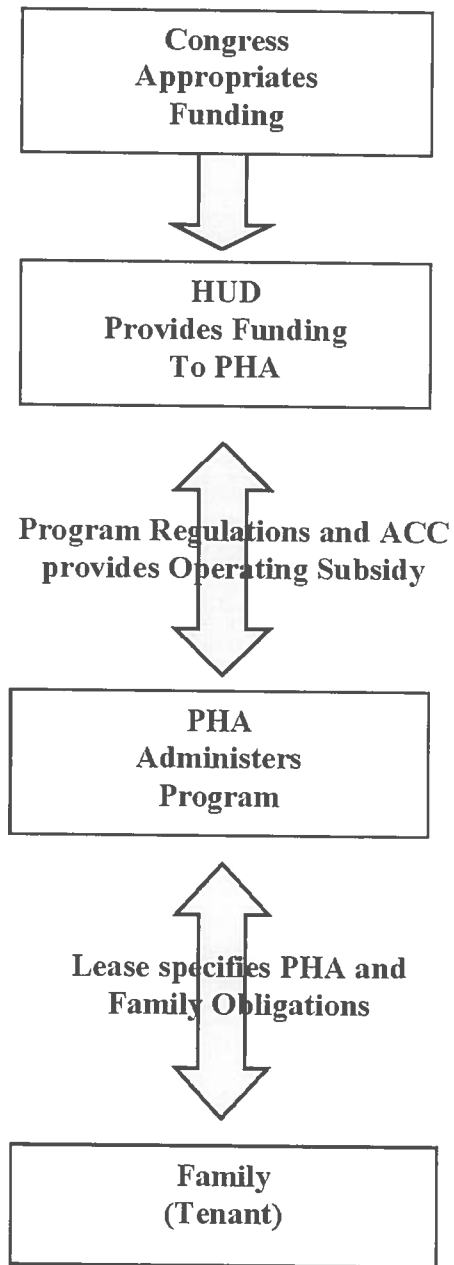 Congress
Appropriates
Funding
HUD
Provides Funding
To PHA
Program Regulations and ACC
provides Operating Subsidy
PHA
Administers
Program
Lease specifies PHA and
Family Obligations
Family
(Tenant)